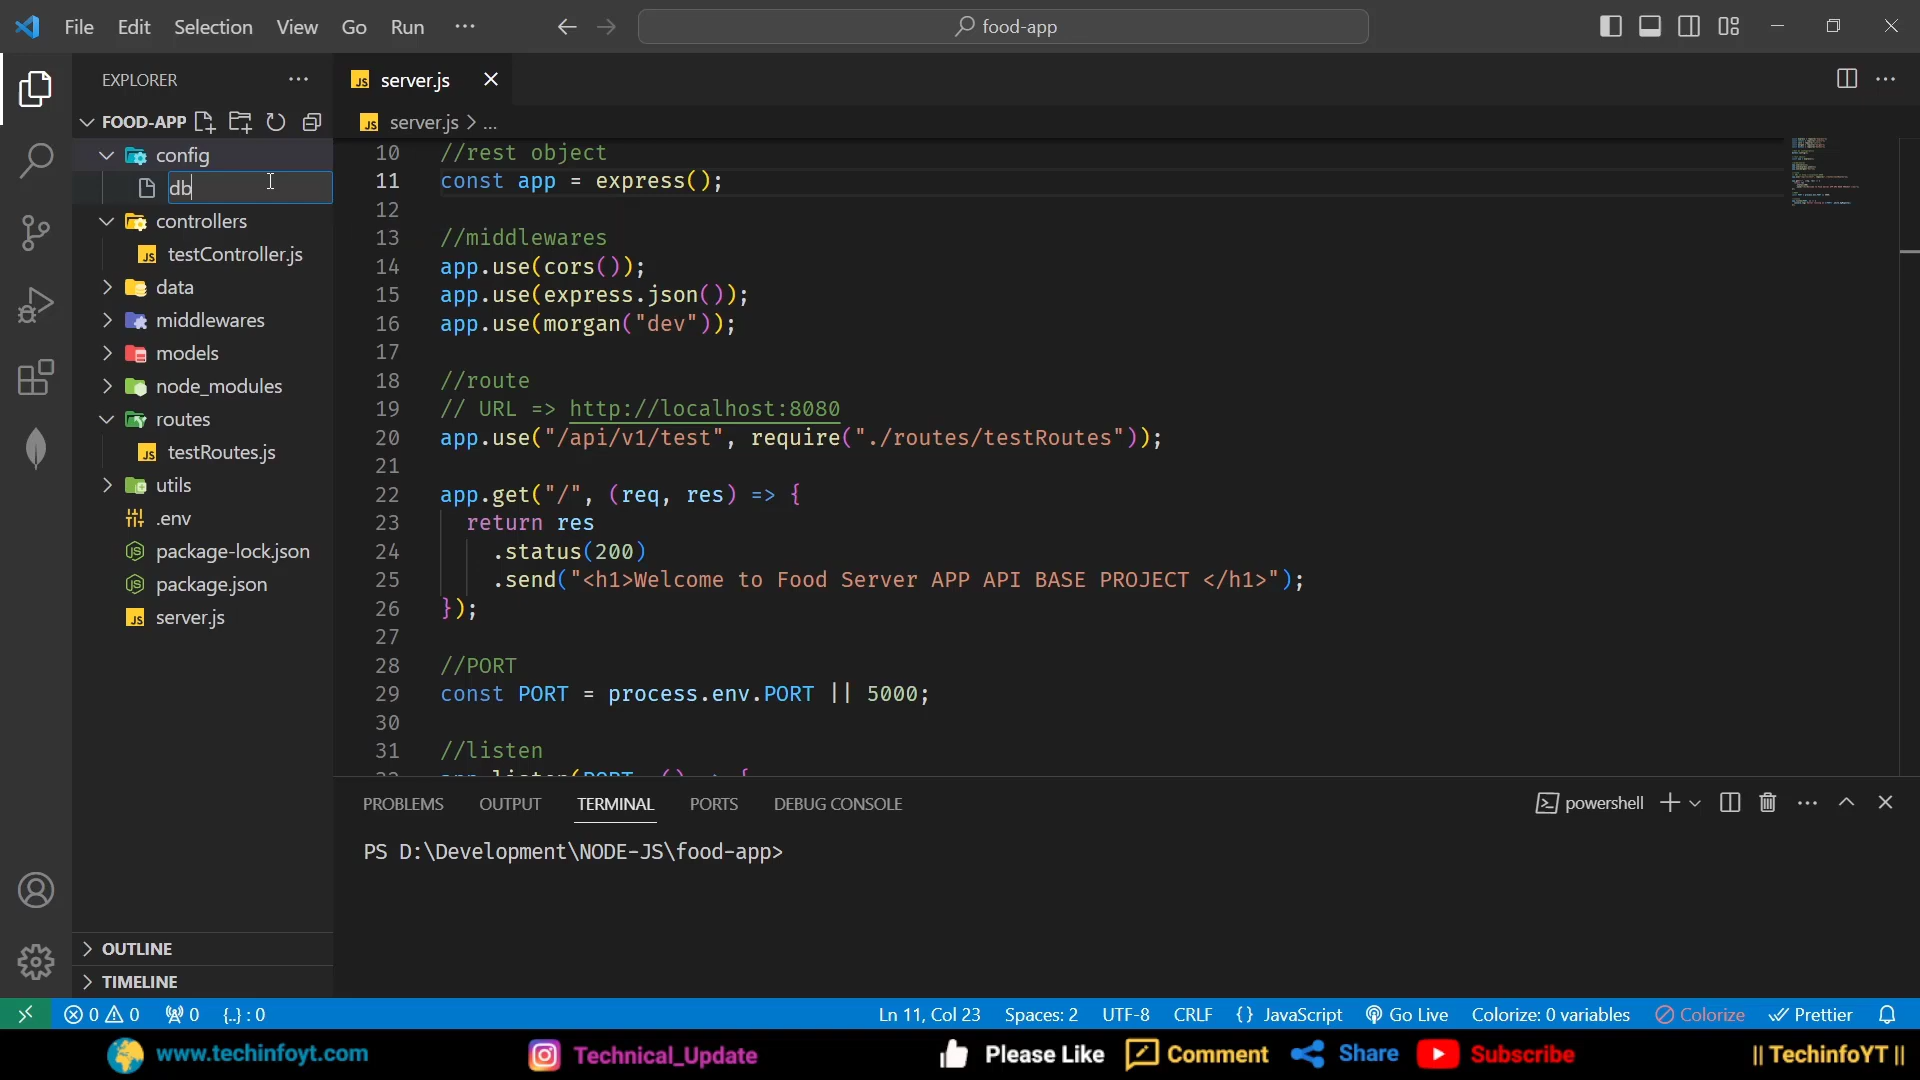 File Edit Selection View Go Run ··· food-app
EXPLORER ···
FOOD-APP
config
db
controllers
testController.js
data
middlewares
models
node_modules
routes
testRoutes.js
utils
.env
package-lock.json
package.json
server.js
OUTLINE
TIMELINE
JS server.js
JS server.js > ...
10 //rest object
11 const app = express();
12
13 //middlewares
14 app.use(cors());
15 app.use(express.json());
16 app.use(morgan("dev"));
17
18 //route
19 // URL => http://localhost:8080
20 app.use("/api/v1/test", require("./routes/testRoutes"));
21
22 app.get("/", (req, res) => {
23 return res
24 .status(200)
25 .send("<h1>Welcome to Food Server APP API BASE PROJECT </h1>");
26 });
27
28 //PORT
29 const PORT = process.env.PORT || 5000;
30
31 //listen
PROBLEMS OUTPUT TERMINAL PORTS DEBUG CONSOLE powershell
PS D:\Development\NODE-JS\food-app>
0 0 0 {..} : 0 Ln 11, Col 23 Spaces: 2 UTF-8 CRLF {} JavaScript Go Live Colorize: 0 variables Colorize Prettier
www.techinfoyt.com Technical_Update Please Like Comment Share Subscribe || TechinfoYT ||